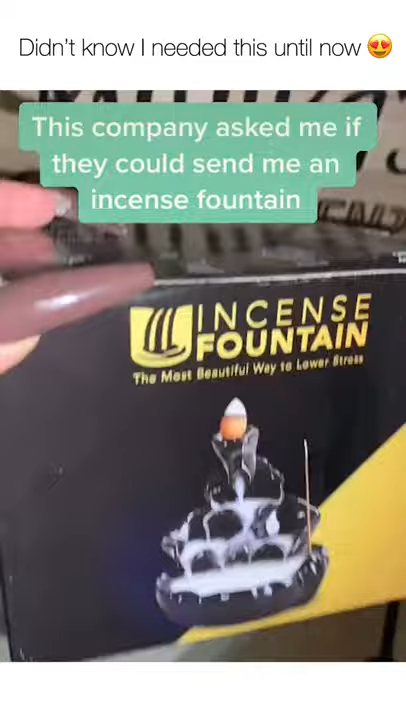 Didn't know I needed this until now 😍
This company asked me if
they could send me an
incense fountain
INCENSE
FOUNTAIN
The Most Beautiful Way to Lower Stress